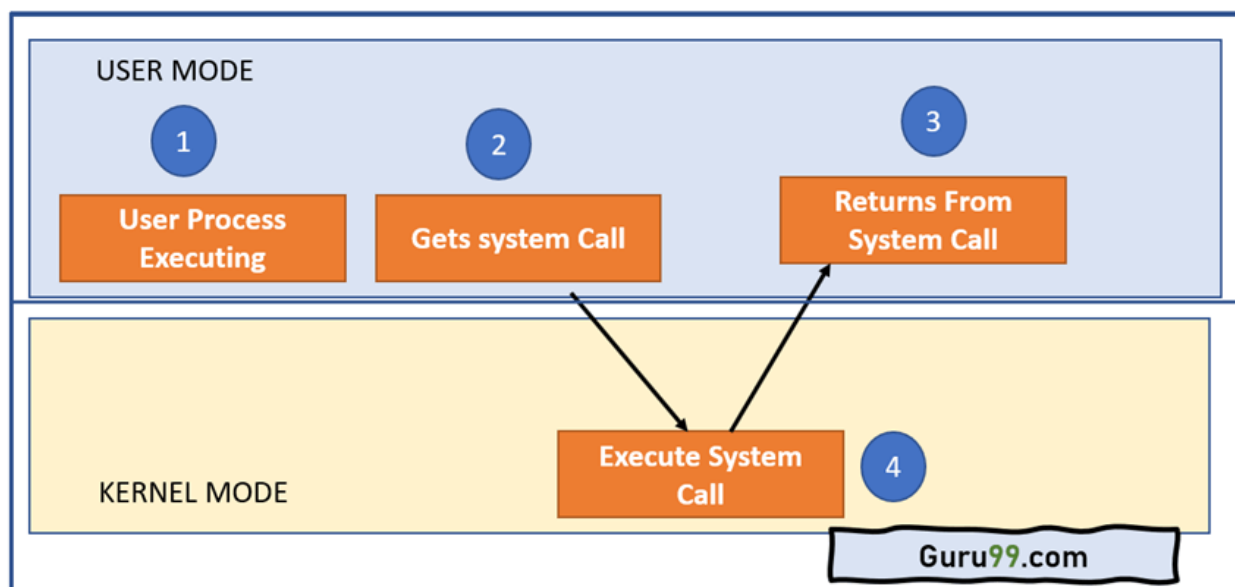 USER MODE
1
2
3
User Process
Executing
Gets system Call
Returns From
System Call
Execute System
Call
4
KERNEL MODE
Guru99.com